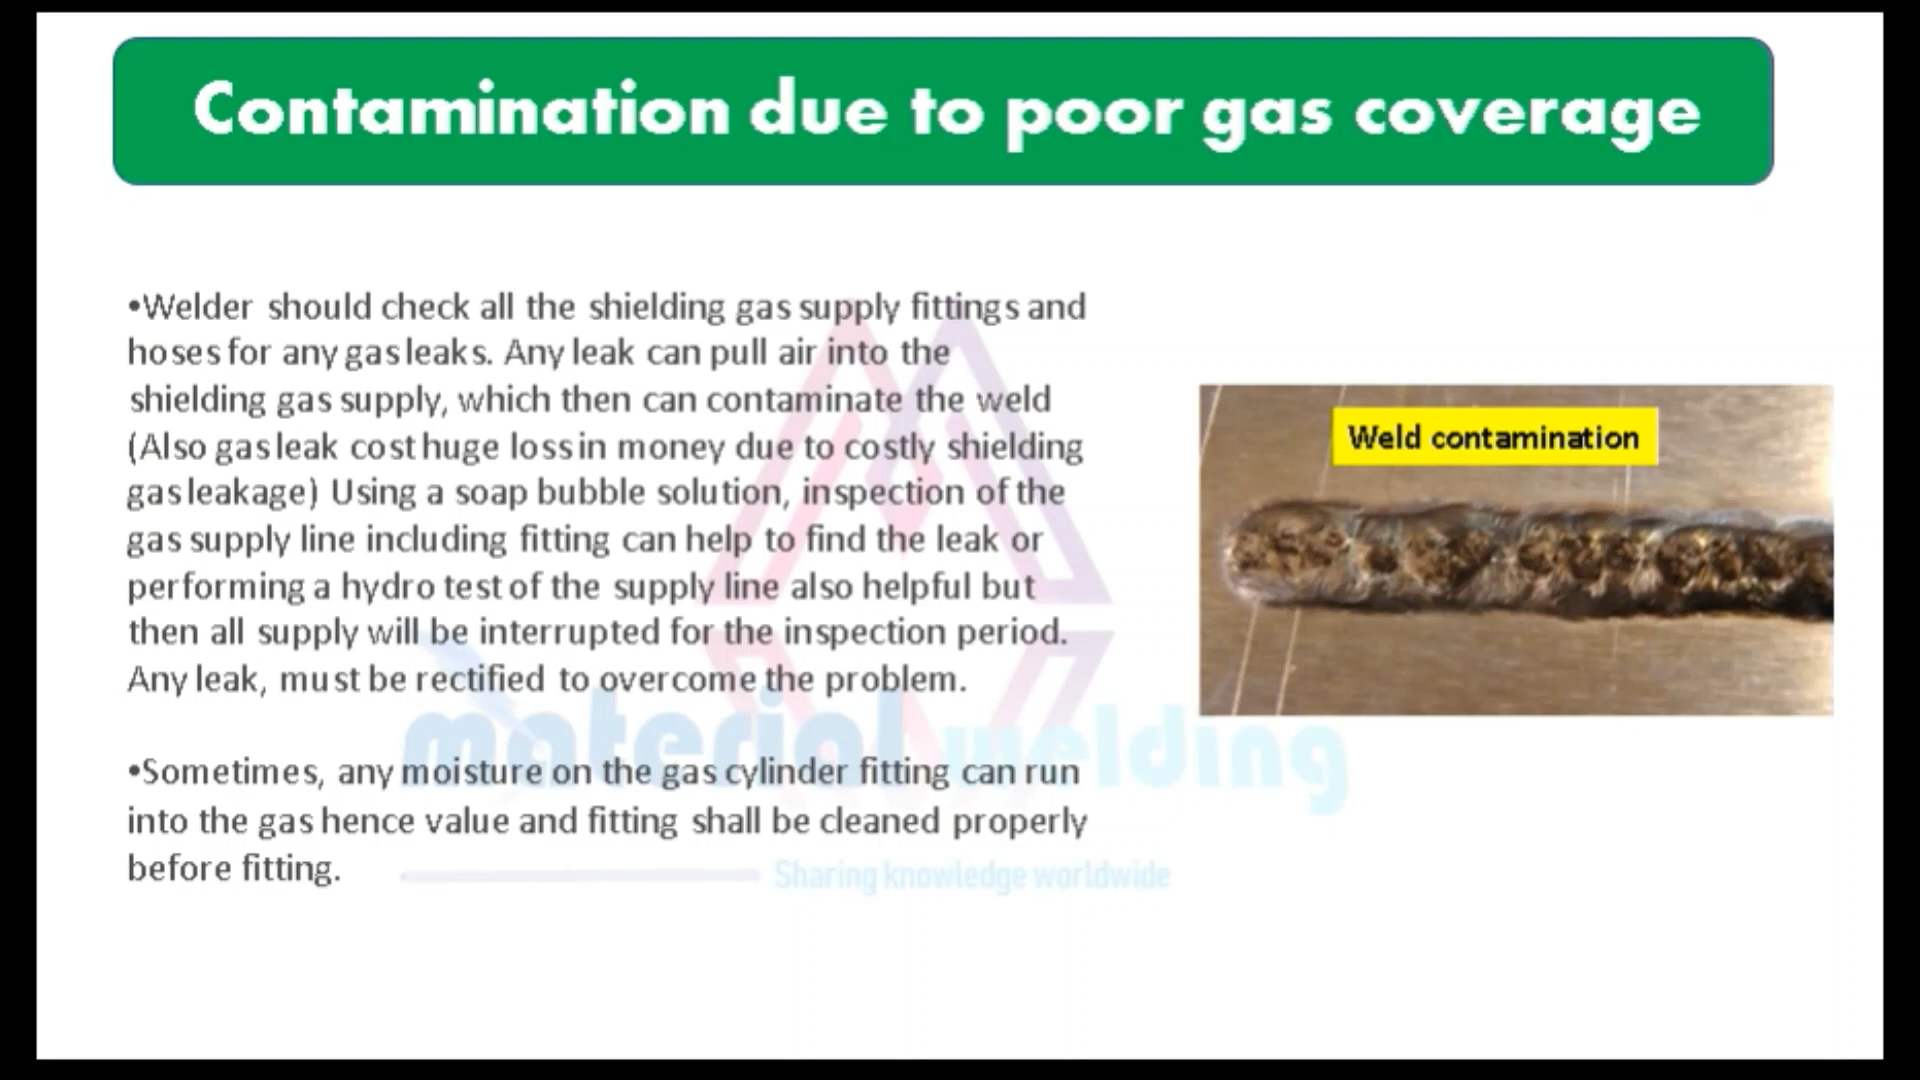 Contamination due to poor gas coverage
•Welder should check all the shielding gas supply fittings and
hoses for any gas leaks. Any leak can pull air into the
shielding gas supply, which then can contaminate the weld
(Also gas leak cost huge loss in money due to costly shielding
gas leakage) Using a soap bubble solution, inspection of the
gas supply line including fitting can help to find the leak or
performing a hydro test of the supply line also helpful but
then all supply will be interrupted for the inspection period.
Any leak, must be rectified to overcome the problem.
Weld contamination
material welding
•Sometimes, any moisture on the gas cylinder fitting can run
into the gas hence value and fitting shall be cleaned properly
before fitting.
Sharing knowledge worldwide